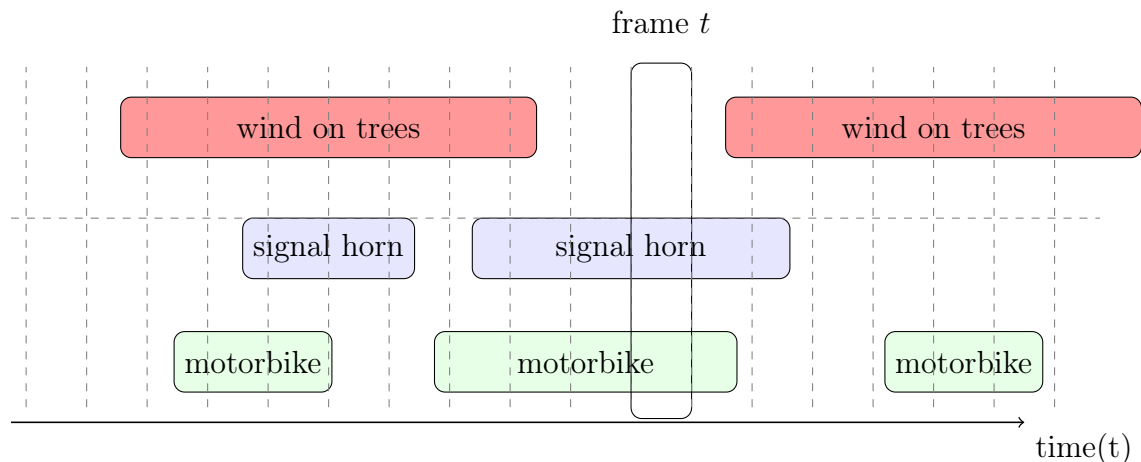 frame t
wind on trees wind on trees
signal horn signal horn
motorbike motorbike motorbike
time(t)